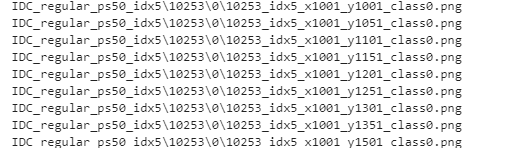 IDC_regular_ps50_idx5\10253\0\10253_idx5_x1001_y1001_class0.png
IDC_regular_ps50_idx5\10253\0\10253_idx5_x1001_y1051_class0.png
IDC_regular_ps50_idx5\10253\0\10253_idx5_x1001_y1101_class0.png
IDC_regular_ps50_idx5\10253\0\10253_idx5_x1001_y1151_class0.png
IDC_regular_ps50_idx5\10253\0\10253_idx5_x1001_y1201_class0.png
IDC_regular_ps50_idx5\10253\0\10253_idx5_x1001_y1251_class0.png
IDC_regular_ps50_idx5\10253\0\10253_idx5_x1001_y1301_class0.png
IDC_regular_ps50_idx5\10253\0\10253_idx5_x1001_y1351_class0.png
IDC_regular_ps50_idx5\10253\0\10253_idx5_x1001_y1501_class0.png